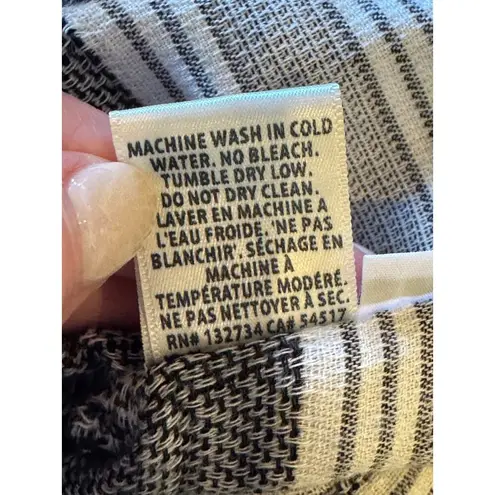 MACHINE WASH IN COLD
WATER. NO BLEACH.
TUMBLE DRY LOW.
DO NOT DRY CLEAN.
LAVER EN MACHINE A
L'EAU FROIDE. 'NE PAS
BLANCHIR'. SÉCHAGE EN
MACHINE À
TEMPÉRATURE MODÉRÉ.
NE PAS NETTOYER À SEC.
RN# 132734 CA# 54517